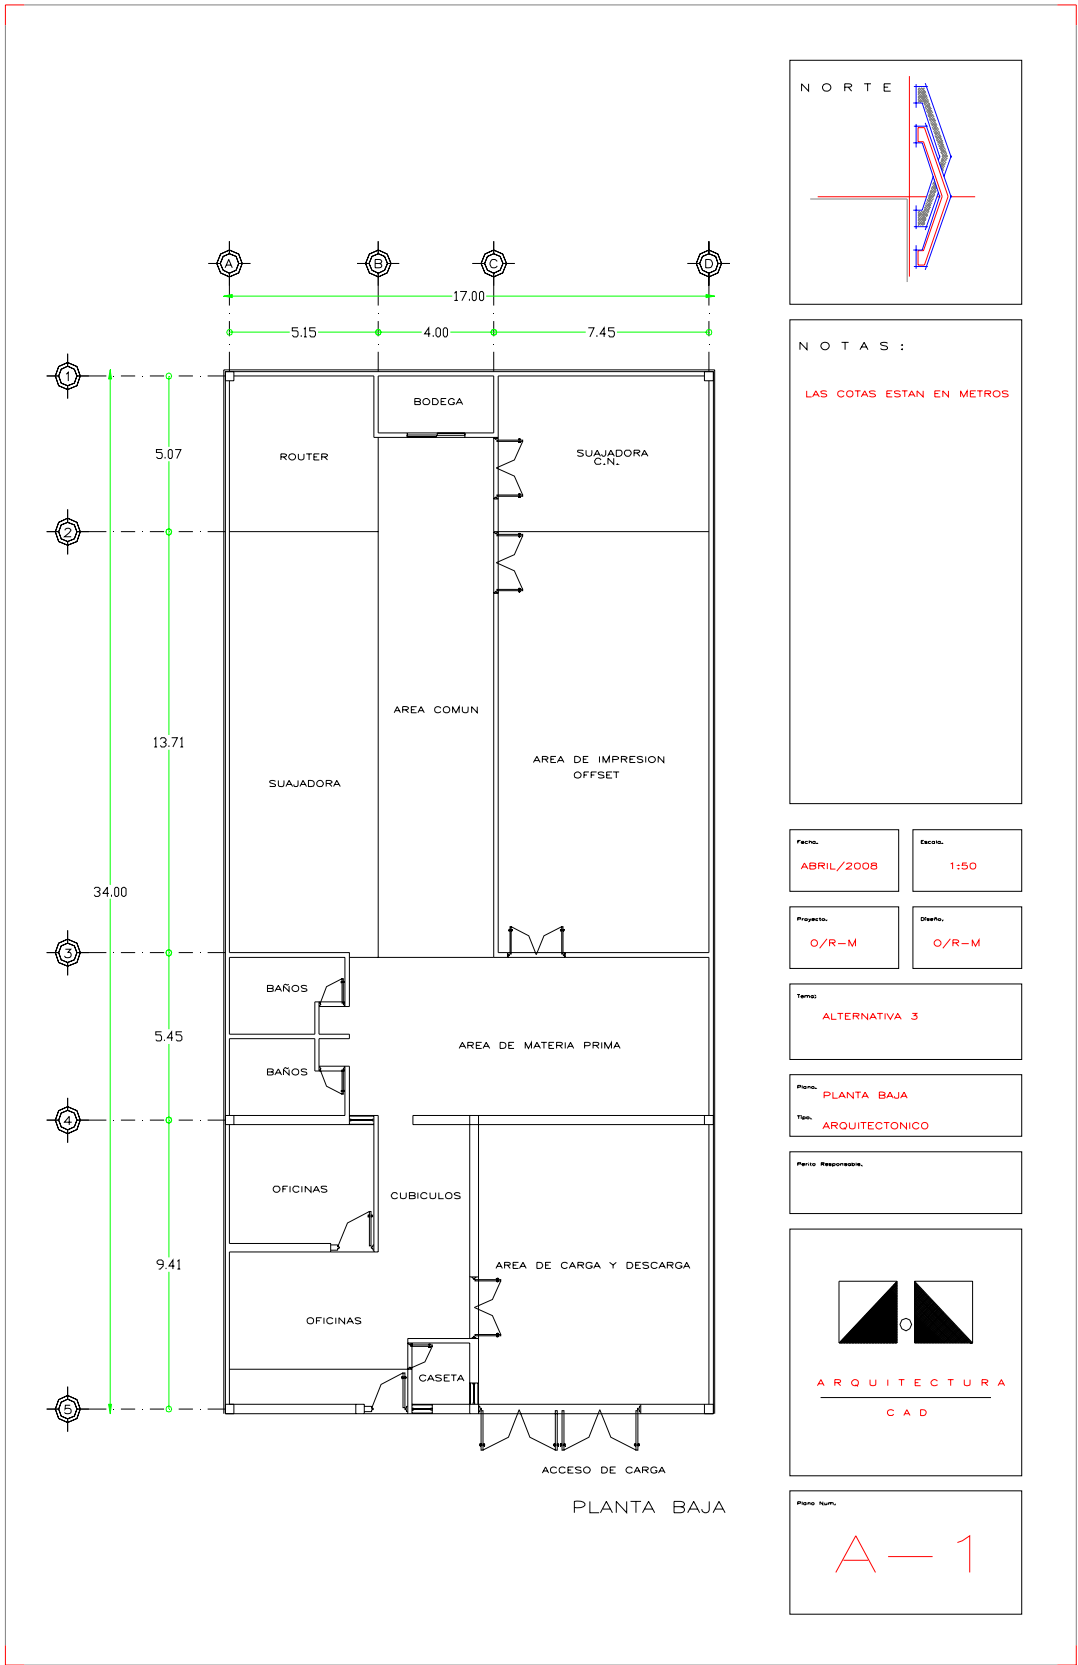 NORTE
A
B
C
D
17.00
5.15
4.00
7.45
NOTAS:
LAS COTAS ESTAN EN METROS
1
2
3
4
5
5.07
13.71
34.00
5.45
9.41
BODEGA
ROUTER
SUAJADORA
C.N.
AREA COMUN
AREA DE IMPRESION
OFFSET
SUAJADORA
BAÑOS
AREA DE MATERIA PRIMA
BAÑOS
OFICINAS
CUBICULOS
AREA DE CARGA Y DESCARGA
OFICINAS
CASETA
ACCESO DE CARGA
PLANTA BAJA
Fecha.
ABRIL/2008
Escala.
1:50
Proyecto.
O/R-M
Diseño.
O/R-M
Tema:
ALTERNATIVA 3
Plano.
PLANTA BAJA
Tipo.
ARQUITECTONICO
Perito Responsable.
ARQUITECTURA
CAD
Plano Num.
A-1